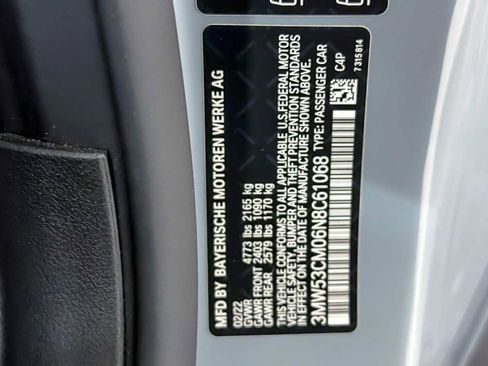 MFD BY BAYERISCHE MOTOREN WERKE AG
02/22
GVWR 4773 lbs 2165 kg
GAWR FRONT 2403 lbs 1090 kg
GAWR REAR 2579 lbs 1170 kg
THIS VEHICLE CONFORMS TO ALL APPLICABLE U.S. FEDERAL MOTOR
VEHICLE SAFETY, BUMPER AND THEFT PREVENTION STANDARDS
IN EFFECT ON THE DATE OF MANUFACTURE SHOWN ABOVE.
3MW53CM06N8C61068 TYPE: PASSENGER CAR
C4P
7315814